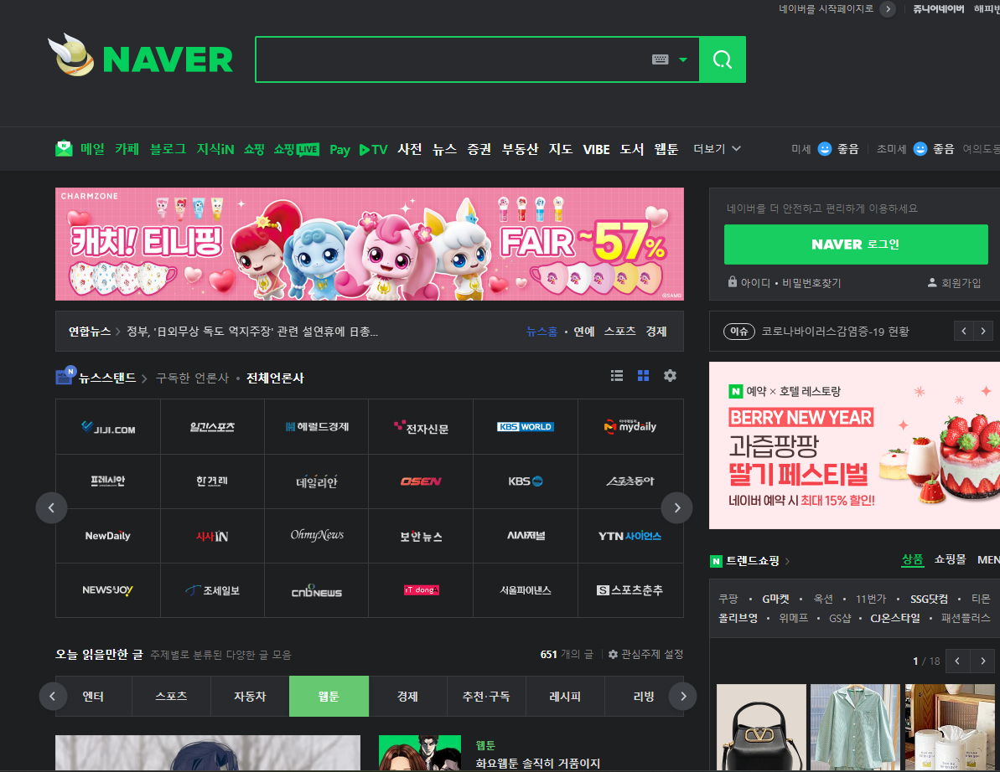 네이버를 시작페이지로 쥬니어네이버 해피빈
NAVER
메일 카페 블로그 지식iN 쇼핑 쇼핑LIVE Pay TV 사전 뉴스 증권 부동산 지도 VIBE 도서 웹툰 더보기
미세 좋음 초미세 좋음 여의도동
CHARMZONE
캐치! 티니핑 FAIR ~57%
@SAMG
네이버를 더 안전하고 편리하게 이용하세요
NAVER 로그인
아이디 • 비밀번호찾기 회원가입
연합뉴스 > 정부, '日외무상 독도 억지주장' 관련 설연휴에 日총... 뉴스홈 • 연예 스포츠 경제
이슈 코로나바이러스감염증-19 현황
N 뉴스스탠드 > 구독한 언론사 • 전체언론사
JIJI.COM 일간스포츠 헤럴드경제 전자신문 KBS WORLD 마이데일리 mydaily
프레시안 한겨레 데일리안 OSEN KBS 스포츠동아
NewDaily 시사IN OhmyNews 보안뉴스 시사저널 YTN 사이언스
NEWS&JOY 조세일보 CNBNEWS IT dongA 서울파이낸스 S 스포츠춘추
N 예약 × 호텔 레스토랑
BERRY NEW YEAR
과즙팡팡
딸기 페스티벌
네이버 예약 시 최대 15% 할인!
N 트렌드쇼핑 > 상품 쇼핑몰 MEN
쿠팡 • G마켓 • 옥션 • 11번가 • SSG닷컴 • 티몬
올리브영 • 위메프 • GS샵 • CJ온스타일 • 패션플러스
1 / 18
오늘 읽을만한 글 주제별로 분류된 다양한 글 모음 651 개의 글 관심주제 설정
엔터 스포츠 자동차 웹툰 경제 추천·구독 레시피 리빙
웹툰
화요웹툰 솔직히 거품이지